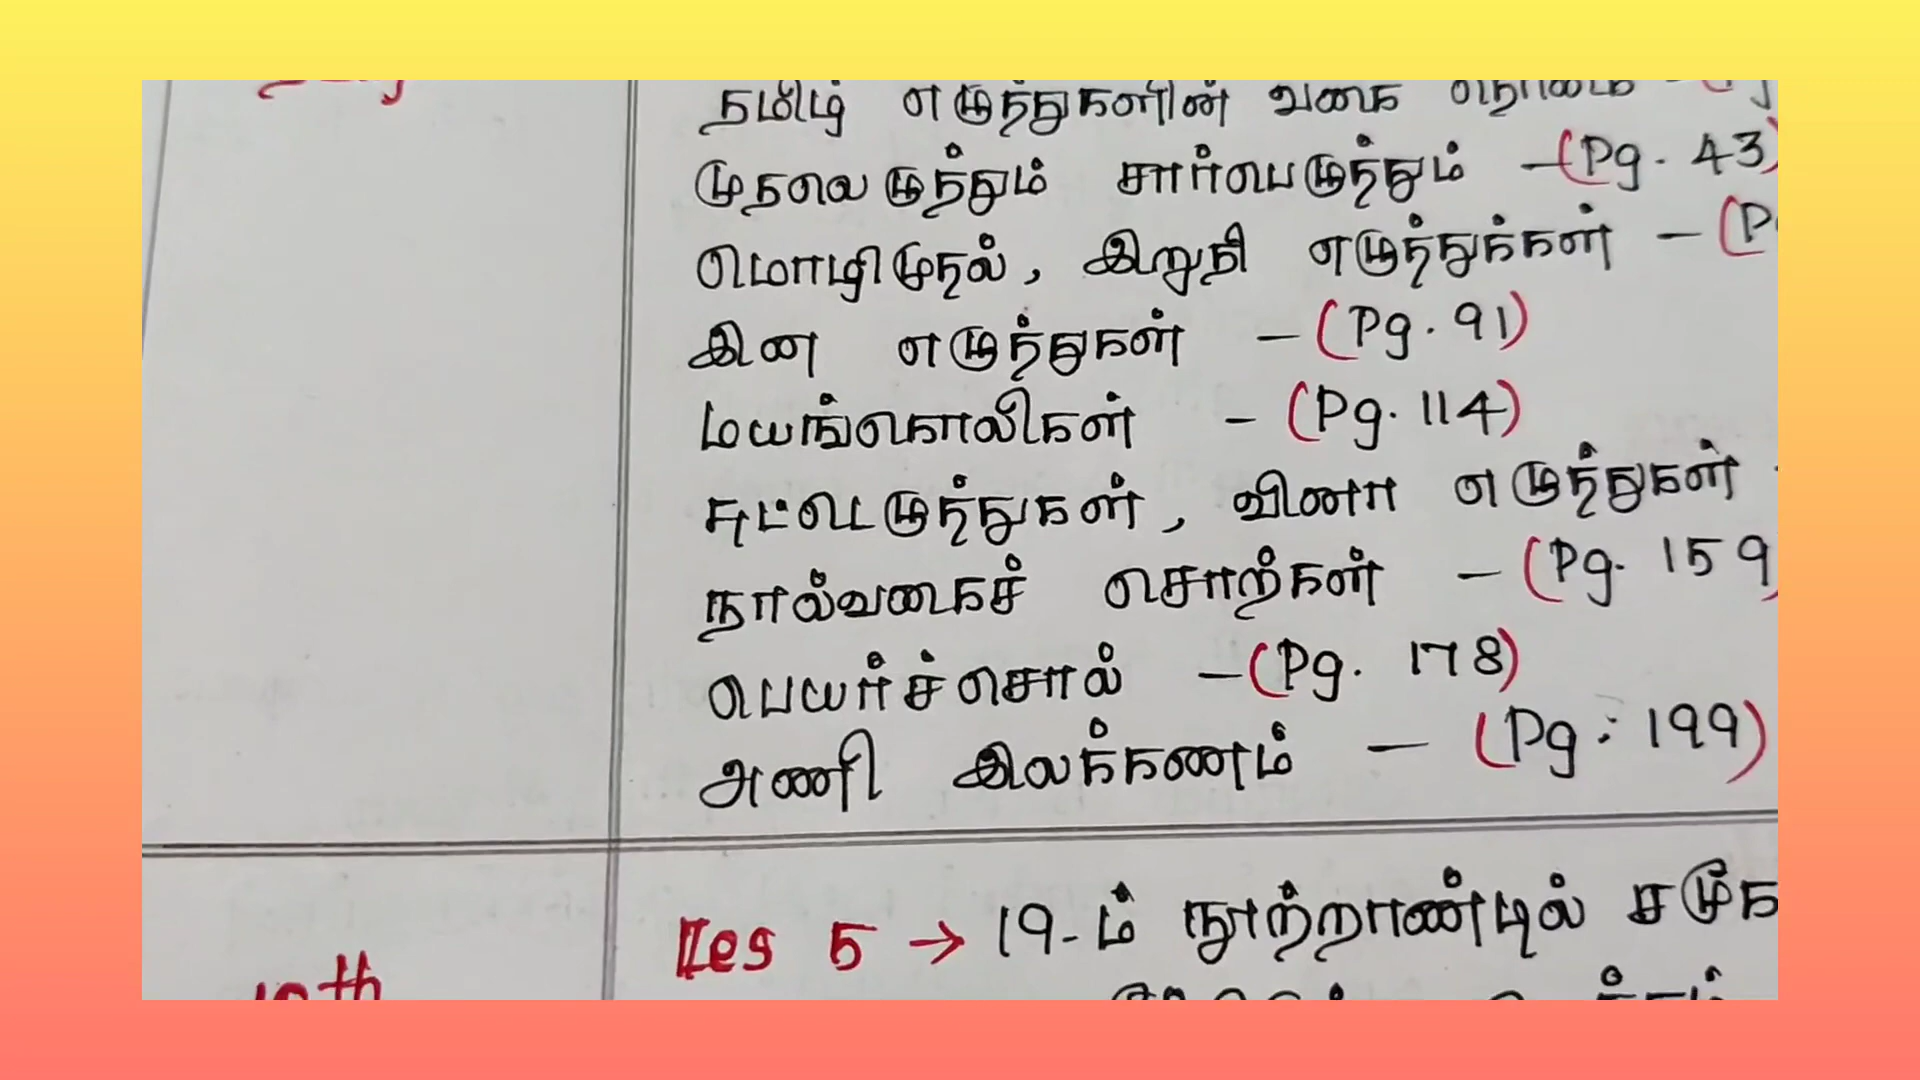 தமிழ் எழுத்துகளின் வகை தொகை
முதலெழுத்தும் சார்பெழுத்தும் – (Pg. 43)
மொழிமுதல், இறுதி எழுத்துக்கள் – (P
இன எழுத்துகள் – (Pg. 91)
மயங்கொலிகள் – (Pg. 114)
சுட்டெழுத்துகள், வினா எழுத்துகள்
நால்வகைச் சொற்கள் – (Pg. 159
பெயர்ச்சொல் – (Pg. 178)
அணி இலக்கணம் – (Pg: 199)
Les 5 → 19-ம் நூற்றாண்டில் சமூக
10th